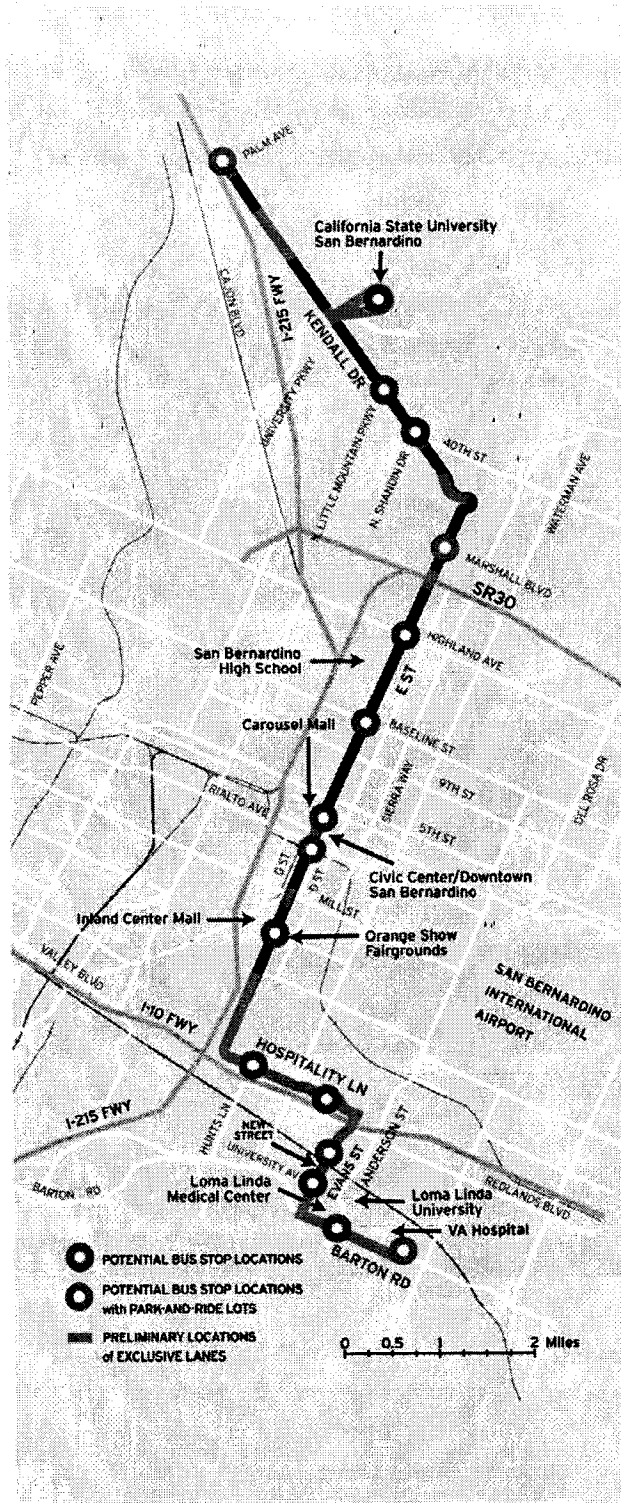 PALM AVE
California State University
San Bernardino
CAJON BLVD
I-215 FWY
KENDALL DR
UNIVERSITY PKWY
N. LITTLE MOUNTAIN PKWY
N. SHANDIN DR
40TH ST
WATERMAN AVE
MARSHALL BLVD
SR30
HIGHLAND AVE
San Bernardino
High School
E ST
PEPPER AVE
Carousel Mall
BASELINE ST
RIALTO AVE
SIERRA WAY
9TH ST
5TH ST
DEL ROSA DR
G ST
D ST
Civic Center/Downtown
San Bernardino
MILL ST
Inland Center Mall
Orange Show
Fairgrounds
VALLEY BLVD
I-10 FWY
SAN BERNARDINO
INTERNATIONAL
AIRPORT
HOSPITALITY LN
I-215 FWY
HUNTS LN
NEW
STREET
UNIVERSITY AV
EVANS ST
ANDERSON ST
REDLANDS BLVD
BARTON RD
Loma Linda
Medical Center
Loma Linda
University
VA Hospital
BARTON RD
POTENTIAL BUS STOP LOCATIONS
POTENTIAL BUS STOP LOCATIONS
with PARK-AND-RIDE LOTS
PRELIMINARY LOCATIONS
of EXCLUSIVE LANES
0 0.5 1 2 Miles